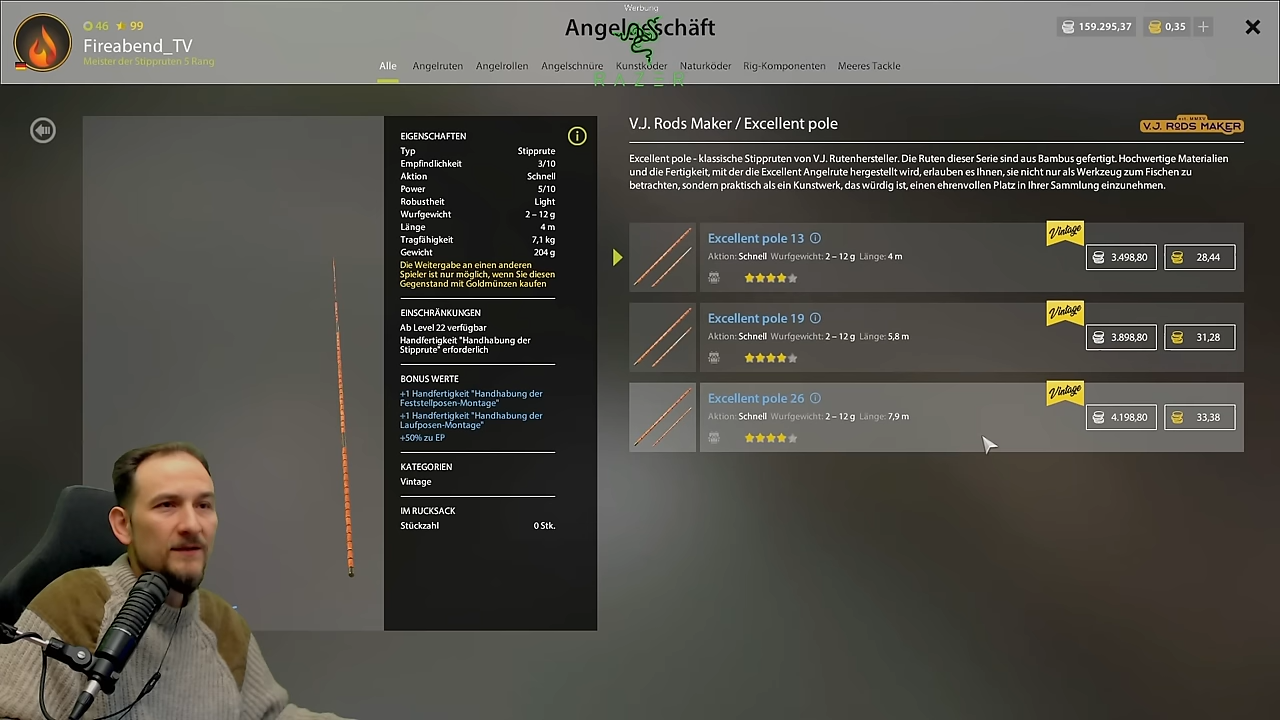 Werbung
46 99
Fireabend_TV
Meister der Stippruten 5 Rang
Angelgeschäft
RAZER
159.295,37
0,35 +
Alle Angelruten Angelrollen Angelschnüre Kunstköder Naturköder Rig-Komponenten Meeres Tackle
EIGENSCHAFTEN
Typ Stipprute
Empfindlichkeit 3/10
Aktion Schnell
Power 5/10
Robustheit Light
Wurfgewicht 2 – 12 g
Länge 4 m
Tragfähigkeit 7,1 kg
Gewicht 204 g
Die Weitergabe an einen anderen
Spieler ist nur möglich, wenn Sie diesen
Gegenstand mit Goldmünzen kaufen
EINSCHRÄNKUNGEN
Ab Level 22 verfügbar
Handfertigkeit "Handhabung der
Stipprute" erforderlich
BONUS WERTE
+1 Handfertigkeit "Handhabung der
Feststellposen-Montage"
+1 Handfertigkeit "Handhabung der
Laufposen-Montage"
+50% zu EP
KATEGORIEN
Vintage
IM RUCKSACK
Stückzahl 0 Stk.
V.J. Rods Maker / Excellent pole
V.J. RODS MAKER
Excellent pole - klassische Stippruten von V.J. Rutenhersteller. Die Ruten dieser Serie sind aus Bambus gefertigt. Hochwertige Materialien
und die Fertigkeit, mit der die Excellent Angelrute hergestellt wird, erlauben es Ihnen, sie nicht nur als Werkzeug zum Fischen zu
betrachten, sondern praktisch als ein Kunstwerk, das würdig ist, einen ehrenvollen Platz in Ihrer Sammlung einzunehmen.
Excellent pole 13
Vintage
Aktion: Schnell Wurfgewicht: 2 – 12 g Länge: 4 m
3.498,80 28,44
Excellent pole 19
Vintage
Aktion: Schnell Wurfgewicht: 2 – 12 g Länge: 5,8 m
3.898,80 31,28
Excellent pole 26
Vintage
Aktion: Schnell Wurfgewicht: 2 – 12 g Länge: 7,9 m
4.198,80 33,38